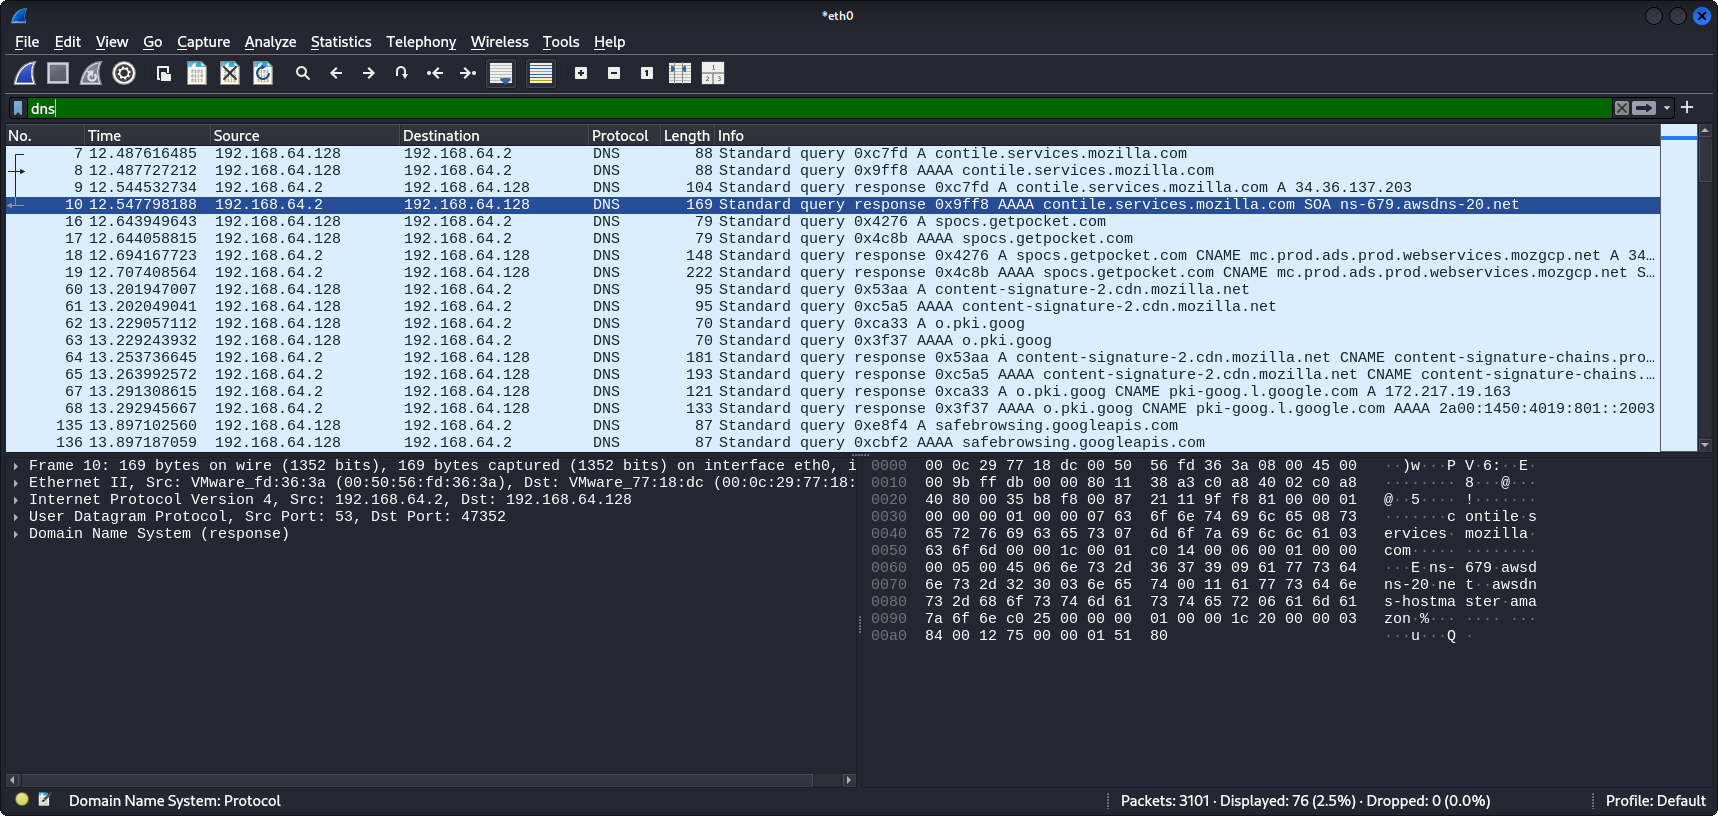 *eth0
File Edit View Go Capture Analyze Statistics Telephony Wireless Tools Help
dns
No. Time Source Destination Protocol Length Info
7 12.487616485 192.168.64.128 192.168.64.2 DNS 88 Standard query 0xc7fd A contile.services.mozilla.com
8 12.487727212 192.168.64.128 192.168.64.2 DNS 88 Standard query 0x9ff8 AAAA contile.services.mozilla.com
9 12.544532734 192.168.64.2 192.168.64.128 DNS 104 Standard query response 0xc7fd A contile.services.mozilla.com A 34.36.137.203
10 12.547798188 192.168.64.2 192.168.64.128 DNS 169 Standard query response 0x9ff8 AAAA contile.services.mozilla.com SOA ns-679.awsdns-20.net
16 12.643949643 192.168.64.128 192.168.64.2 DNS 79 Standard query 0x4276 A spocs.getpocket.com
17 12.644058815 192.168.64.128 192.168.64.2 DNS 79 Standard query 0x4c8b AAAA spocs.getpocket.com
18 12.694167723 192.168.64.2 192.168.64.128 DNS 148 Standard query response 0x4276 A spocs.getpocket.com CNAME mc.prod.ads.prod.webservices.mozgcp.net A 34…
19 12.707408564 192.168.64.2 192.168.64.128 DNS 222 Standard query response 0x4c8b AAAA spocs.getpocket.com CNAME mc.prod.ads.prod.webservices.mozgcp.net S…
60 13.201947007 192.168.64.128 192.168.64.2 DNS 95 Standard query 0x53aa A content-signature-2.cdn.mozilla.net
61 13.202049041 192.168.64.128 192.168.64.2 DNS 95 Standard query 0xc5a5 AAAA content-signature-2.cdn.mozilla.net
62 13.229057112 192.168.64.128 192.168.64.2 DNS 70 Standard query 0xca33 A o.pki.goog
63 13.229243932 192.168.64.128 192.168.64.2 DNS 70 Standard query 0x3f37 AAAA o.pki.goog
64 13.253736645 192.168.64.2 192.168.64.128 DNS 181 Standard query response 0x53aa A content-signature-2.cdn.mozilla.net CNAME content-signature-chains.pro…
65 13.263992572 192.168.64.2 192.168.64.128 DNS 193 Standard query response 0xc5a5 AAAA content-signature-2.cdn.mozilla.net CNAME content-signature-chains.…
67 13.291308615 192.168.64.2 192.168.64.128 DNS 121 Standard query response 0xca33 A o.pki.goog CNAME pki-goog.l.google.com A 172.217.19.163
68 13.292945667 192.168.64.2 192.168.64.128 DNS 133 Standard query response 0x3f37 AAAA o.pki.goog CNAME pki-goog.l.google.com AAAA 2a00:1450:4019:801::2003
135 13.897102560 192.168.64.128 192.168.64.2 DNS 87 Standard query 0xe8f4 A safebrowsing.googleapis.com
136 13.897187059 192.168.64.128 192.168.64.2 DNS 87 Standard query 0xcbf2 AAAA safebrowsing.googleapis.com
Frame 10: 169 bytes on wire (1352 bits), 169 bytes captured (1352 bits) on interface eth0, i
Ethernet II, Src: VMware_fd:36:3a (00:50:56:fd:36:3a), Dst: VMware_77:18:dc (00:0c:29:77:18:
Internet Protocol Version 4, Src: 192.168.64.2, Dst: 192.168.64.128
User Datagram Protocol, Src Port: 53, Dst Port: 47352
Domain Name System (response)
0000 00 0c 29 77 18 dc 00 50 56 fd 36 3a 08 00 45 00 ··)w···P V·6:··E·
0010 00 9b ff db 00 00 80 11 38 a3 c0 a8 40 02 c0 a8 ········ 8···@···
0020 40 80 00 35 b8 f8 00 87 21 11 9f f8 81 00 00 01 @··5···· !·······
0030 00 00 00 01 00 00 07 63 6f 6e 74 69 6c 65 08 73 ·······c ontile·s
0040 65 72 76 69 63 65 73 07 6d 6f 7a 69 6c 6c 61 03 ervices· mozilla·
0050 63 6f 6d 00 00 1c 00 01 c0 14 00 06 00 01 00 00 com····· ········
0060 00 05 00 45 06 6e 73 2d 36 37 39 09 61 77 73 64 ···E·ns- 679·awsd
0070 6e 73 2d 32 30 03 6e 65 74 00 11 61 77 73 64 6e ns-20·ne t··awsdn
0080 73 2d 68 6f 73 74 6d 61 73 74 65 72 06 61 6d 61 s-hostma ster·ama
0090 7a 6f 6e c0 25 00 00 00 01 00 00 1c 20 00 00 03 zon·%··· ···· ···
00a0 84 00 12 75 00 00 01 51 80 ···u···Q ·
Domain Name System: Protocol
Packets: 3101 · Displayed: 76 (2.5%) · Dropped: 0 (0.0%)
Profile: Default